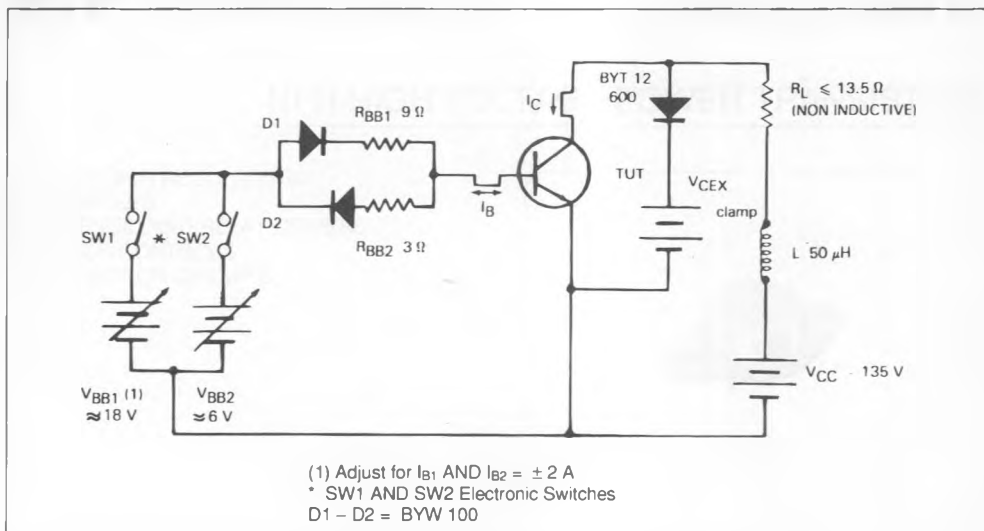 BYT 12
600
I_C
R_L ⩽ 13.5 Ω
(NON INDUCTIVE)
D1
R_BB1 9 Ω
TUT
V_CEX
clamp
I_B
D2
R_BB2 3 Ω
SW1
*
SW2
L 50 μH
V_BB1 (1)
≈ 18 V
V_BB2
≈ 6 V
V_CC - 135 V
(1) Adjust for I_B1 AND I_B2 = ± 2 A
* SW1 AND SW2 Electronic Switches
D1 – D2 = BYW 100